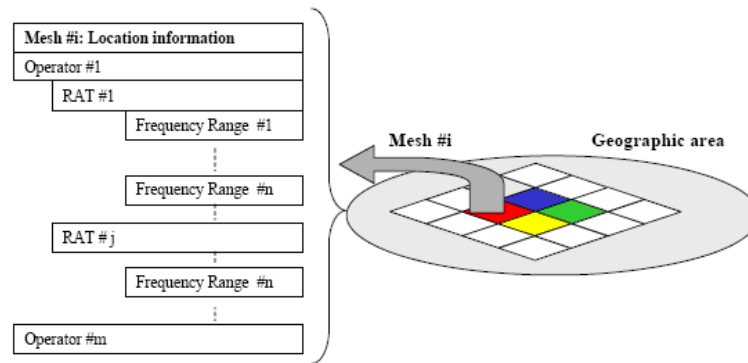 Mesh #i: Location information
Operator #1
RAT #1
Frequency Range #1
Frequency Range #n
RAT # j
Frequency Range #n
Operator #m
Mesh #i
Geographic area